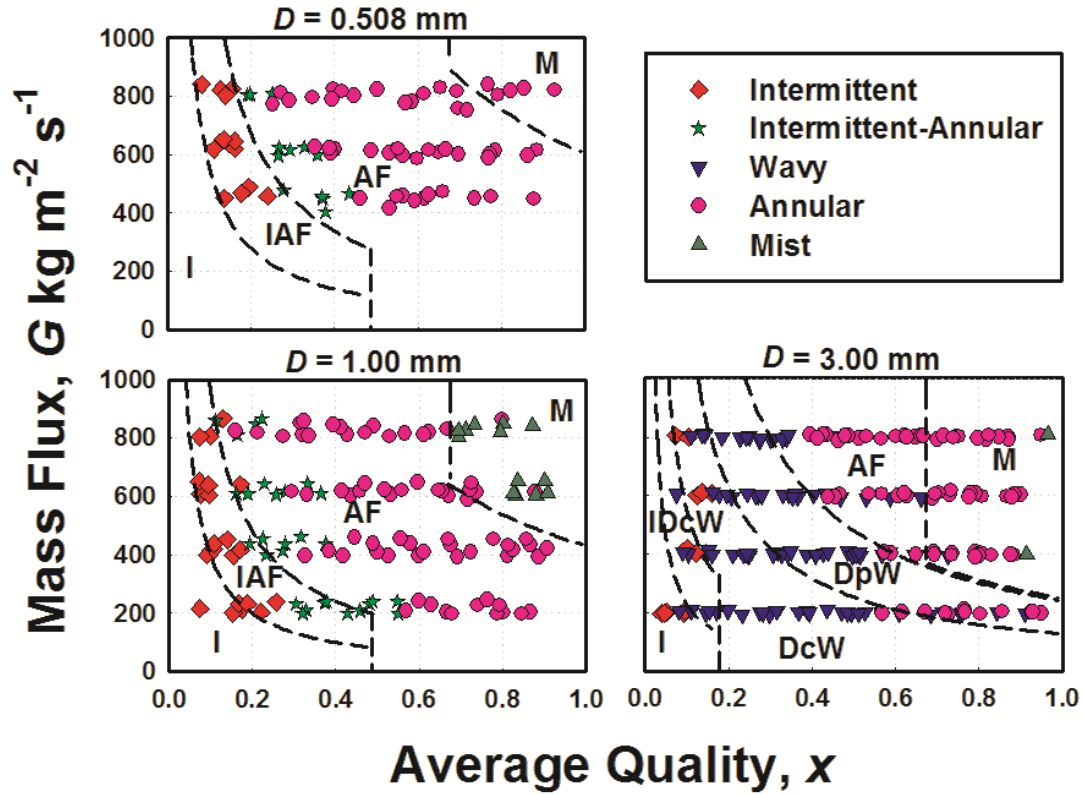 D = 0.508 mm
1000
800
600
400
200
0
M
AF
IAF
I
Intermittent
Intermittent-Annular
Wavy
Annular
Mist
Mass Flux, G kg m⁻² s⁻¹
D = 1.00 mm
1000
800
600
400
200
0
M
AF
IAF
I
0.0 0.2 0.4 0.6 0.8 1.0
D = 3.00 mm
AF
M
IDcW
DpW
I
DcW
0.0 0.2 0.4 0.6 0.8 1.0
Average Quality, x